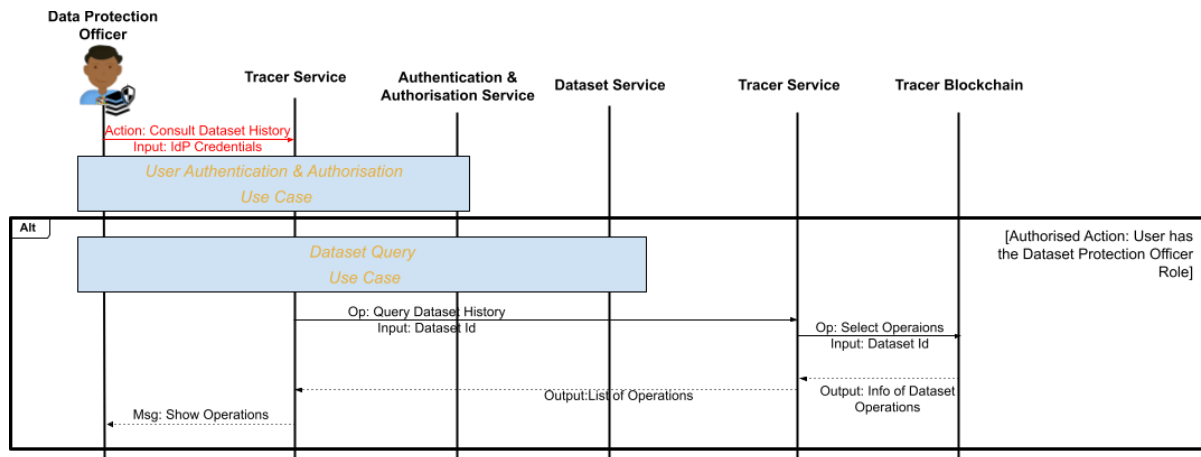 Data Protection
Officer
Tracer Service
Authentication &
Authorisation Service
Dataset Service
Tracer Service
Tracer Blockchain
Action: Consult Dataset History
Input: IdP Credentials
User Authentication & Authorisation
Use Case
Alt
[Authorised Action: User has
the Dataset Protection Officer
Role]
Dataset Query
Use Case
Op: Query Dataset History
Input: Dataset Id
Op: Select Operaions
Input: Dataset Id
Output: Info of Dataset
Operations
Output:List of Operations
Msg: Show Operations